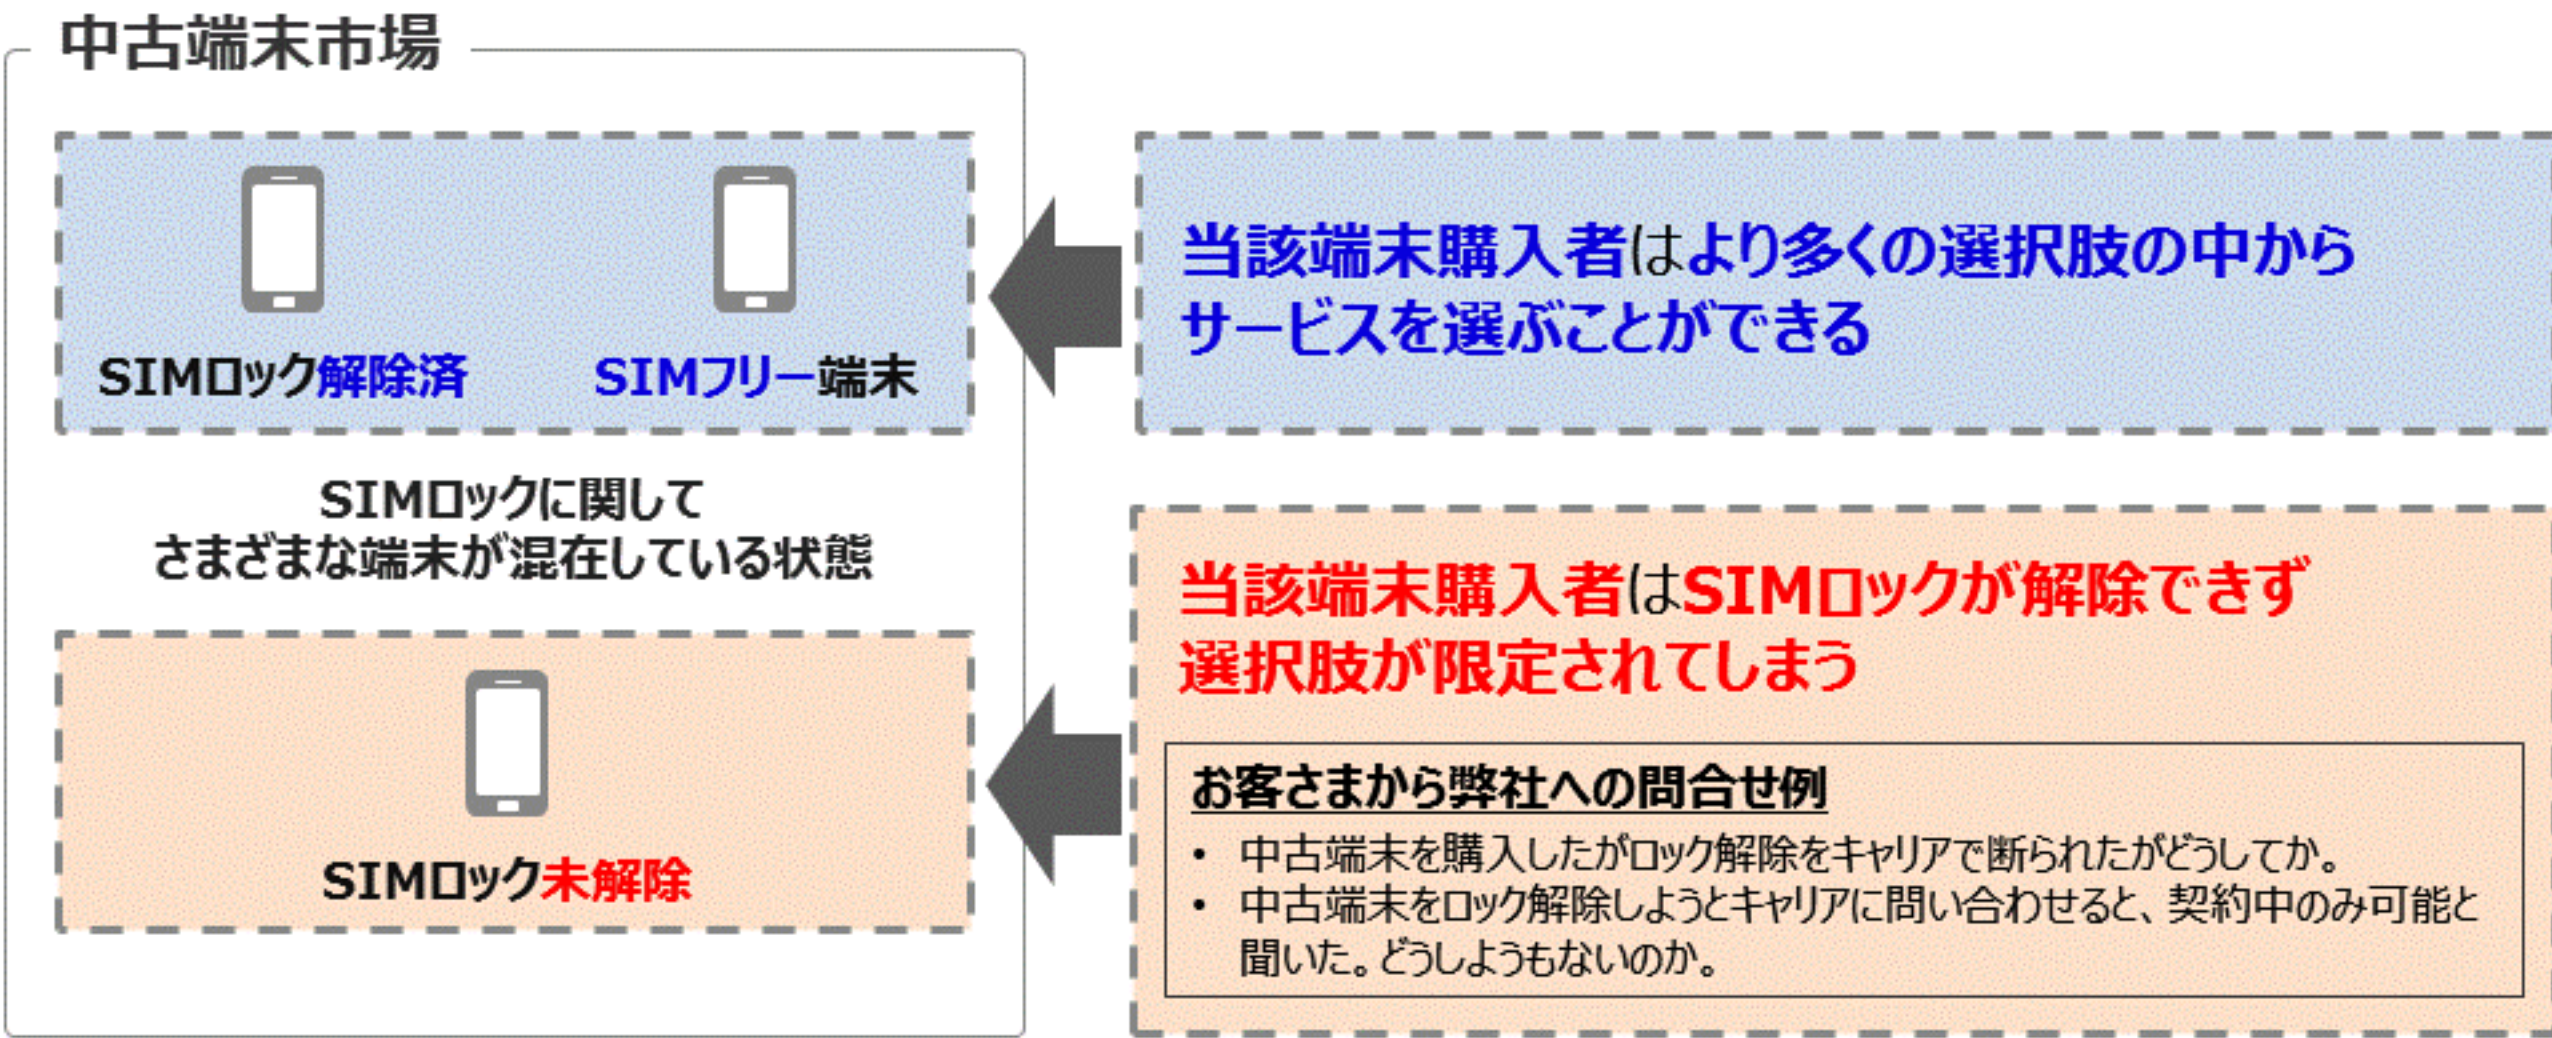 中古端末市場
SIMロック解除済
SIMフリー端末
SIMロックに関して
さまざまな端末が混在している状態
SIMロック未解除
当該端末購入者はより多くの選択肢の中から
サービスを選ぶことができる
当該端末購入者はSIMロックが解除できず
選択肢が限定されてしまう
お客さまから弊社への問合せ例
• 中古端末を購入したがロック解除をキャリアで断られたがどうしてか。
• 中古端末をロック解除しようとキャリアに問い合わせると、契約中のみ可能と
聞いた。どうしようもないのか。